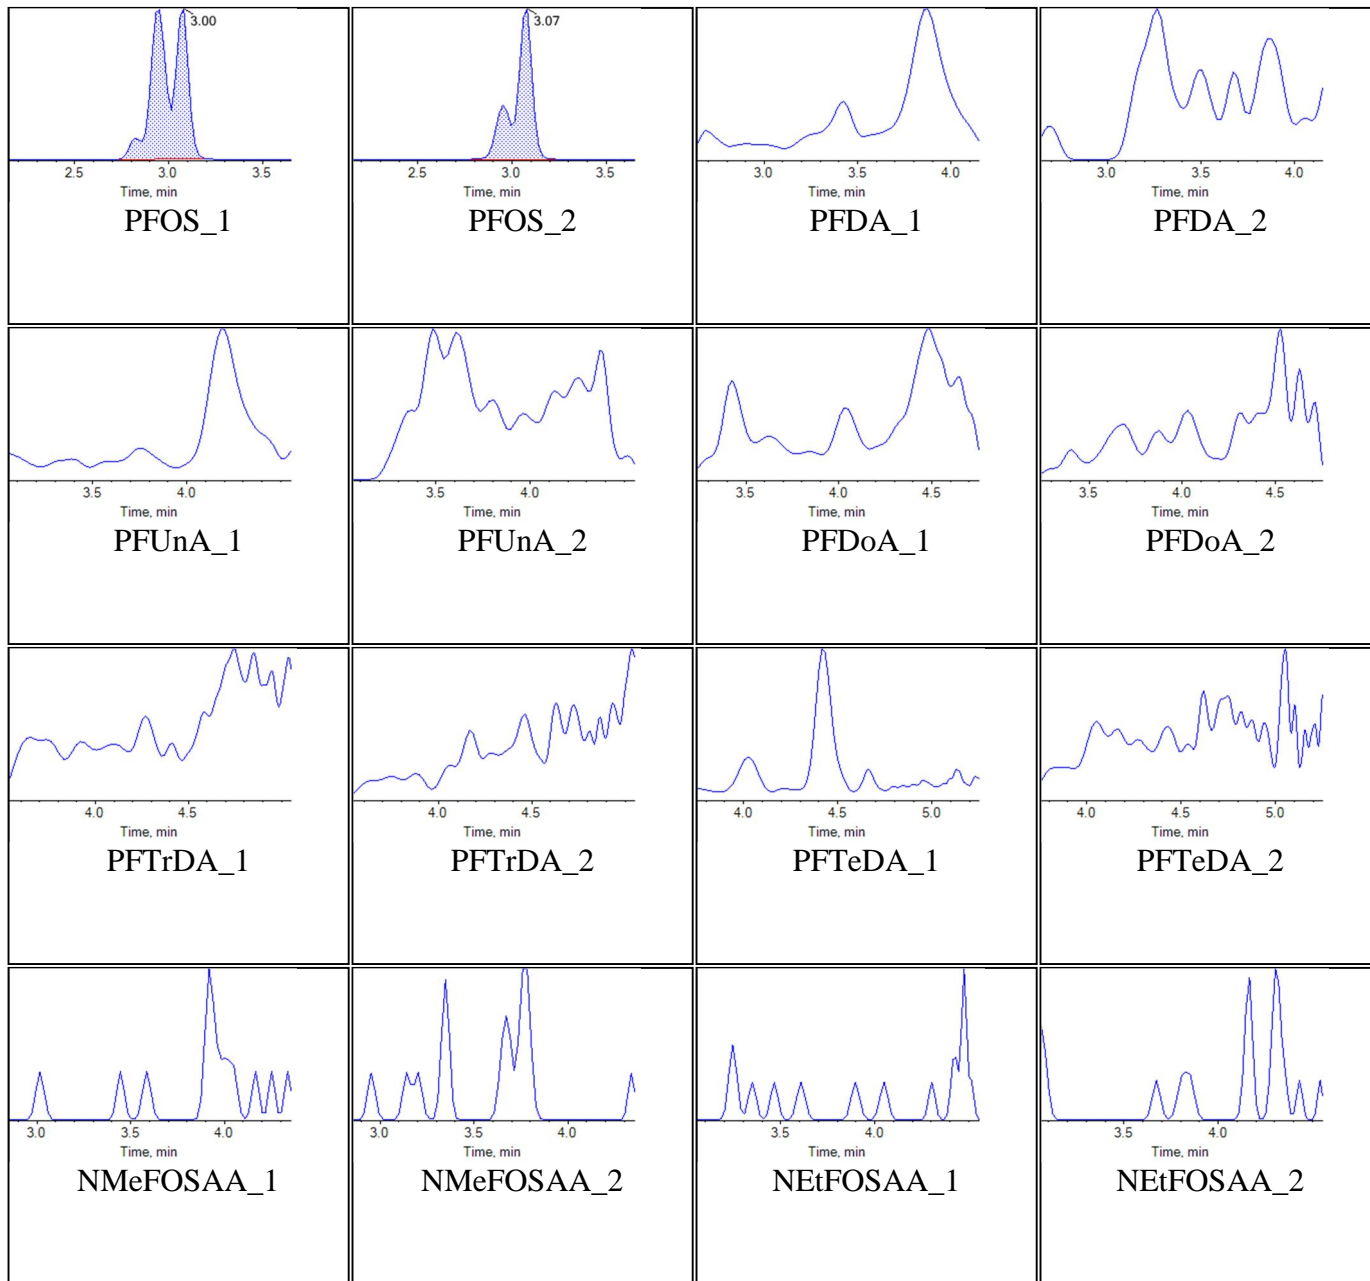 3.00
2.5 3.0 3.5
Time, min
PFOS_1
3.07
2.5 3.0 3.5
Time, min
PFOS_2
3.0 3.5 4.0
Time, min
PFDA_1
3.0 3.5 4.0
Time, min
PFDA_2
3.5 4.0
Time, min
PFUnA_1
3.5 4.0
Time, min
PFUnA_2
3.5 4.0 4.5
Time, min
PFDoA_1
3.5 4.0 4.5
Time, min
PFDoA_2
4.0 4.5
Time, min
PFTrDA_1
4.0 4.5
Time, min
PFTrDA_2
4.0 4.5 5.0
Time, min
PFTeDA_1
4.0 4.5 5.0
Time, min
PFTeDA_2
3.0 3.5 4.0
Time, min
NMeFOSAA_1
3.0 3.5 4.0
Time, min
NMeFOSAA_2
3.5 4.0
Time, min
NEtFOSAA_1
3.5 4.0
Time, min
NEtFOSAA_2